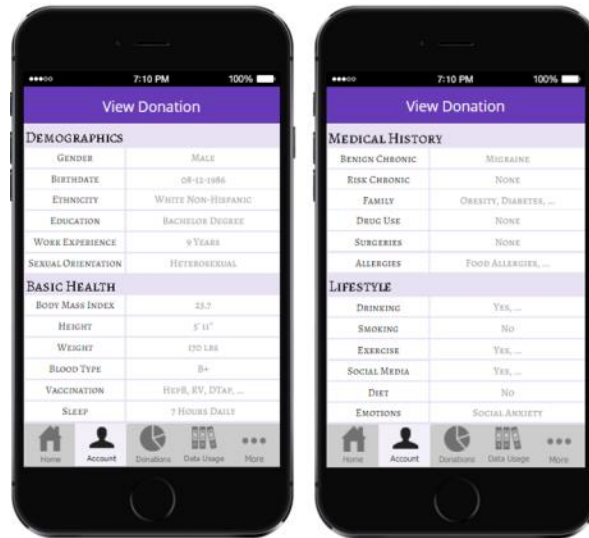 7:10 PM 100%
View Donation
DEMOGRAPHICS
GENDER MALE
BIRTHDATE 08-12-1986
ETHNICITY WHITE NON-HISPANIC
EDUCATION BACHELOR DEGREE
WORK EXPERIENCE 9 YEARS
SEXUAL ORIENTATION HETEROSEXUAL
BASIC HEALTH
BODY MASS INDEX 23.7
HEIGHT 5' 11"
WEIGHT 170 LBS
BLOOD TYPE B+
VACCINATION HEPB, RV, DTAP, ...
SLEEP 7 HOURS DAILY
Home Account Donations Data Usage More
7:10 PM 100%
View Donation
MEDICAL HISTORY
BENIGN CHRONIC MIGRAINE
RISK CHRONIC NONE
FAMILY OBESITY, DIABETES, ...
DRUG USE NONE
SURGERIES NONE
ALLERGIES FOOD ALLERGIES, ...
LIFESTYLE
DRINKING YES, ...
SMOKING NO
EXERCISE YES, ...
SOCIAL MEDIA YES, ...
DIET NO
EMOTIONS SOCIAL ANXIETY
Home Account Donations Data Usage More